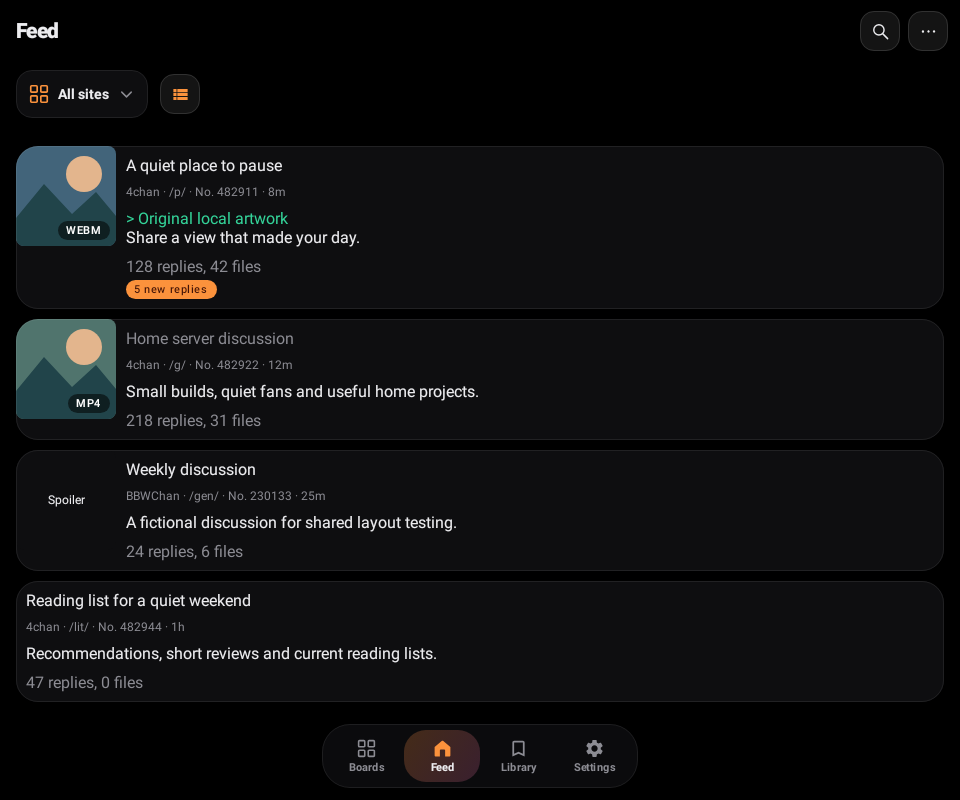 Feed
All sites
A quiet place to pause
4chan · /p/ · No. 482911 · 8m
> Original local artwork
Share a view that made your day.
WEBM
128 replies, 42 files
5 new replies
Home server discussion
4chan · /g/ · No. 482922 · 12m
Small builds, quiet fans and useful home projects.
MP4
218 replies, 31 files
Weekly discussion
BBWChan · /gen/ · No. 230133 · 25m
Spoiler
A fictional discussion for shared layout testing.
24 replies, 6 files
Reading list for a quiet weekend
4chan · /lit/ · No. 482944 · 1h
Recommendations, short reviews and current reading lists.
47 replies, 0 files
Boards
Feed
Library
Settings